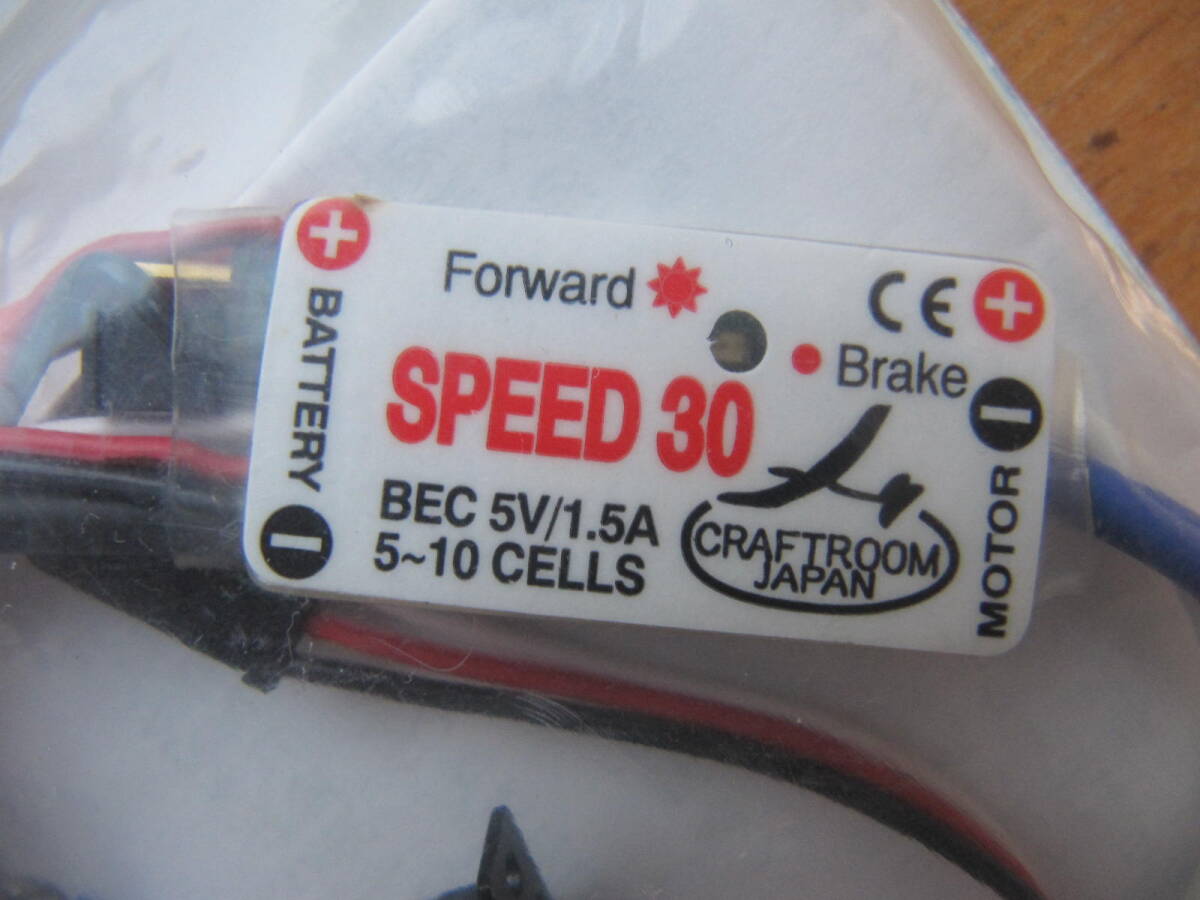 +
BATTERY
−
Forward
SPEED 30
BEC 5V/1.5A
5~10 CELLS
CE
Brake
CRAFTROOM
JAPAN
+
−
MOTOR